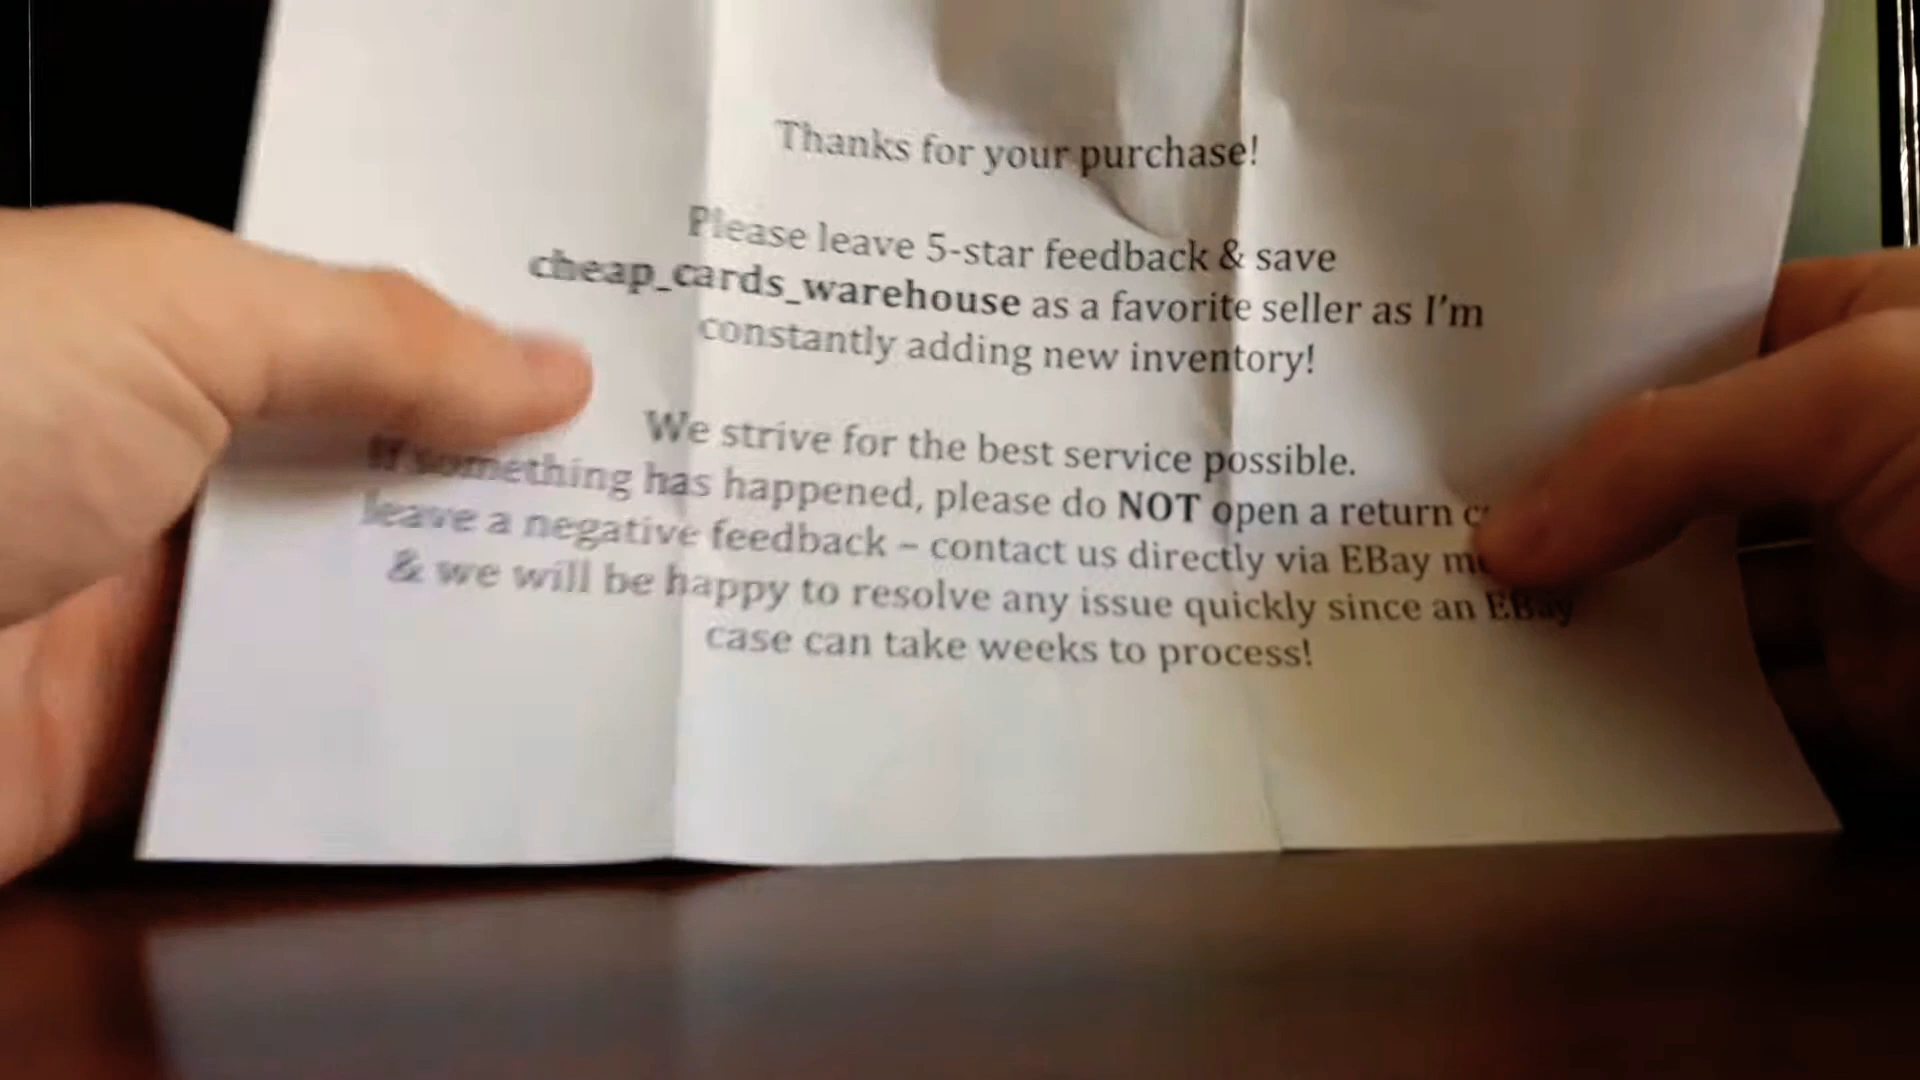 Thanks for your purchase!
Please leave 5-star feedback & save
cheap_cards_warehouse as a favorite seller as I'm
constantly adding new inventory!
We strive for the best service possible.
If something has happened, please do NOT open a return
leave a negative feedback – contact us directly via EBay
& we will be happy to resolve any issue quickly since an EBay
case can take weeks to process!